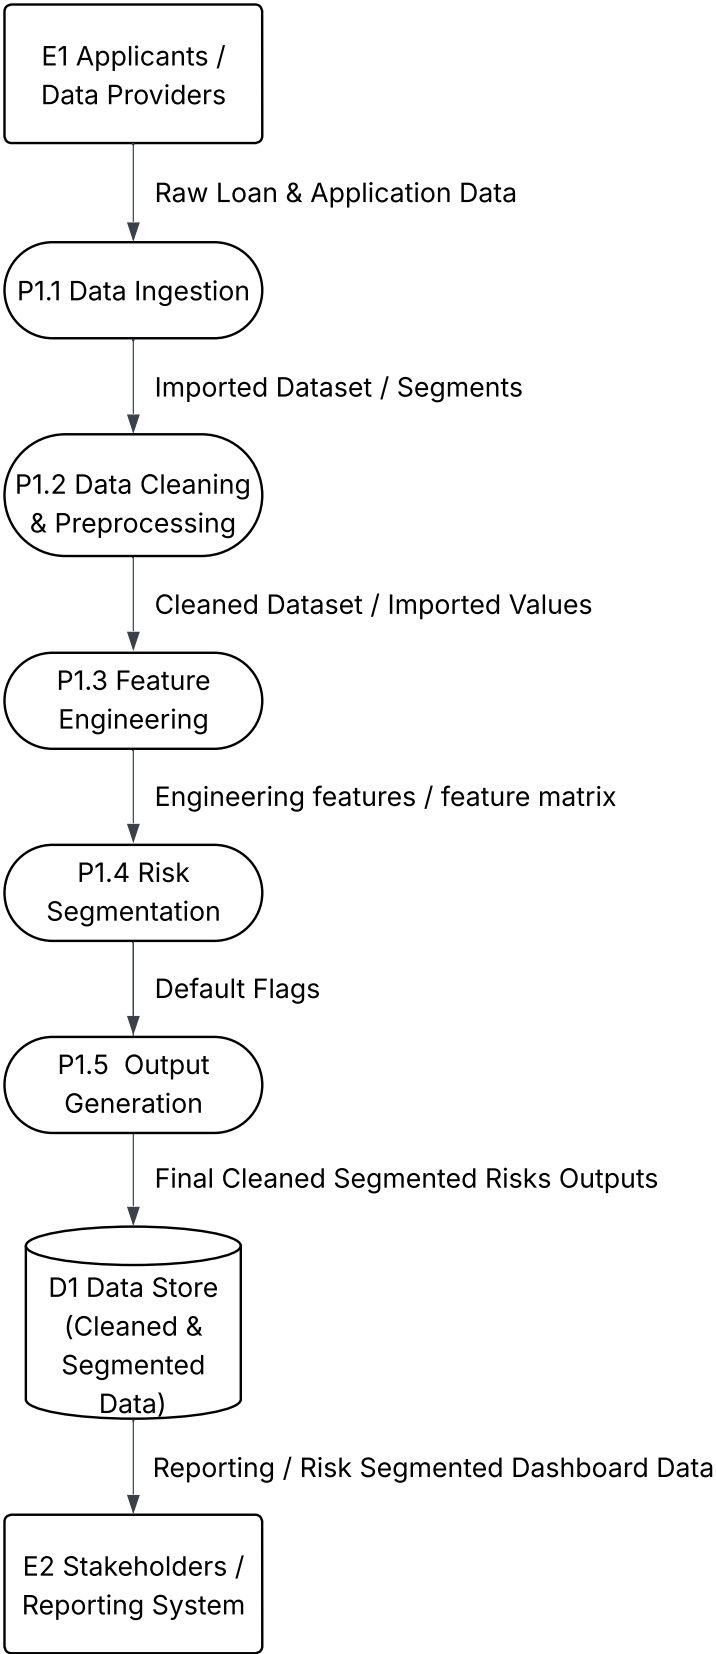 E1 Applicants /
Data Providers
Raw Loan & Application Data
P1.1 Data Ingestion
Imported Dataset / Segments
P1.2 Data Cleaning
& Preprocessing
Cleaned Dataset / Imported Values
P1.3 Feature
Engineering
Engineering features / feature matrix
P1.4 Risk
Segmentation
Default Flags
P1.5  Output
Generation
Final Cleaned Segmented Risks Outputs
D1 Data Store
(Cleaned &
Segmented
Data)
Reporting / Risk Segmented Dashboard Data
E2 Stakeholders /
Reporting System